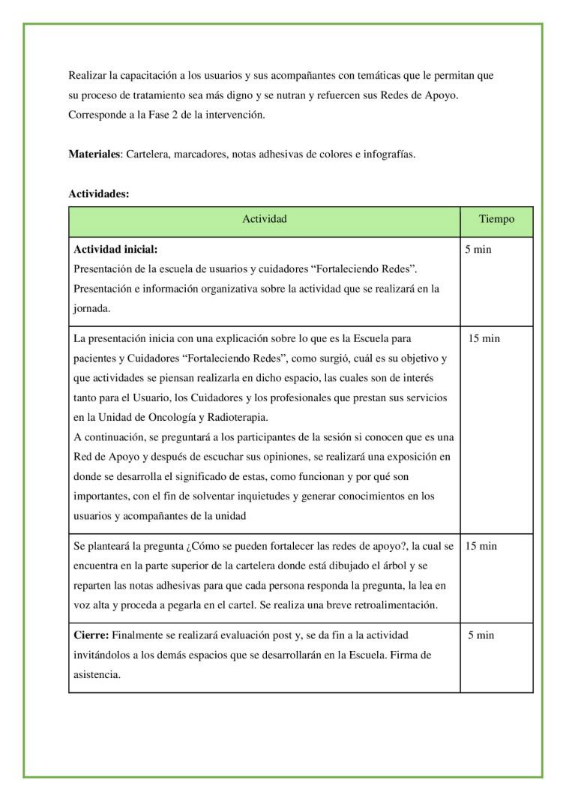 Realizar la capacitación a los usuarios y sus acompañantes con temáticas que le permitan que
su proceso de tratamiento sea más digno y se nutran y refuercen sus Redes de Apoyo.
Corresponde a la Fase 2 de la intervención.
Materiales: Cartelera, marcadores, notas adhesivas de colores e infografías.
Actividades:
Actividad Tiempo
Actividad inicial: 5 min
Presentación de la escuela de usuarios y cuidadores “Fortaleciendo Redes”.
Presentación e información organizativa sobre la actividad que se realizará en la
jornada.
La presentación inicia con una explicación sobre lo que es la Escuela para 15 min
pacientes y Cuidadores “Fortaleciendo Redes”, como surgió, cuál es su objetivo y
que actividades se piensan realizarla en dicho espacio, las cuales son de interés
tanto para el Usuario, los Cuidadores y los profesionales que prestan sus servicios
en la Unidad de Oncología y Radioterapia.
A continuación, se preguntará a los participantes de la sesión si conocen que es una
Red de Apoyo y después de escuchar sus opiniones, se realizará una exposición en
donde se desarrolla el significado de estas, como funcionan y por qué son
importantes, con el fin de solventar inquietudes y generar conocimientos en los
usuarios y acompañantes de la unidad
Se planteará la pregunta ¿Cómo se pueden fortalecer las redes de apoyo?, la cual se 15 min
encuentra en la parte superior de la cartelera donde está dibujado el árbol y se
reparten las notas adhesivas para que cada persona responda la pregunta, la lea en
voz alta y proceda a pegarla en el cartel. Se realiza una breve retroalimentación.
Cierre: Finalmente se realizará evaluación post y, se da fin a la actividad 5 min
invitándolos a los demás espacios que se desarrollarán en la Escuela. Firma de
asistencia.